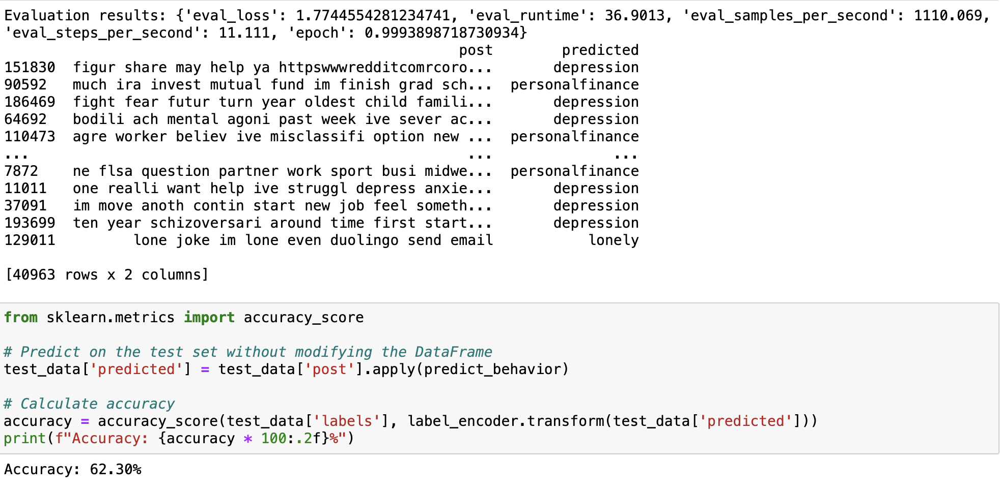 Evaluation results: {'eval_loss': 1.7744554281234741, 'eval_runtime': 36.9013, 'eval_samples_per_second': 1110.069,
'eval_steps_per_second': 11.111, 'epoch': 0.9993898718730934}
post predicted
151830 figur share may help ya httpswwwredditcomrcoro... depression
90592 much ira invest mutual fund im finish grad sch... personalfinance
186469 fight fear futur turn year oldest child famili... depression
64692 bodili ach mental agoni past week ive sever ac... depression
110473 agre worker believ ive misclassifi option new ... personalfinance
... ... ...
7872 ne flsa question partner work sport busi midwe... personalfinance
11011 one realli want help ive struggl depress anxie... depression
37091 im move anoth contin start new job feel someth... depression
193699 ten year schizoversari around time first start... depression
129011 lone joke im lone even duolingo send email lonely
[40963 rows x 2 columns]
from sklearn.metrics import accuracy_score
# Predict on the test set without modifying the DataFrame
test_data['predicted'] = test_data['post'].apply(predict_behavior)
# Calculate accuracy
accuracy = accuracy_score(test_data['labels'], label_encoder.transform(test_data['predicted']))
print(f"Accuracy: {accuracy * 100:.2f}%")
Accuracy: 62.30%